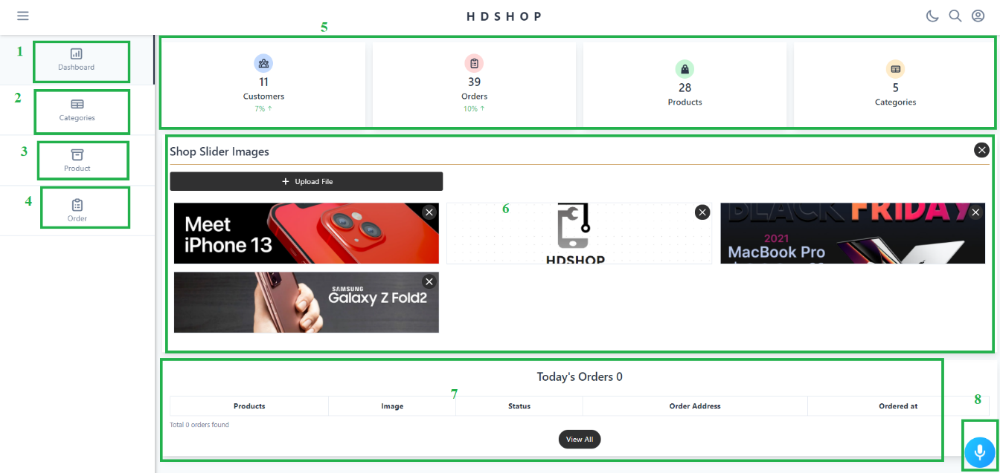 HDSHOP
5
1
Dashboard
2
Categories
3
Product
4
Order
11
Customers
7% ↑
39
Orders
10% ↑
28
Products
5
Categories
Shop Slider Images
+ Upload File
6
Meet
iPhone 13
HDSHOP
BLACK FRIDAY
2021
MacBook Pro
SAMSUNG
Galaxy Z Fold2
Today's Orders 0
7
8
Products Image Status Order Address Ordered at
Total 0 orders found
View All